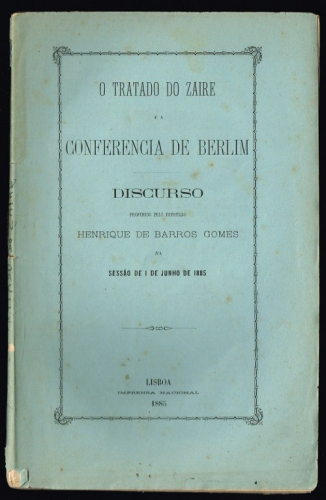 O TRATADO DO ZAIRE
E A
CONFERENCIA DE BERLIM
DISCURSO
PROFERIDO PELO DEPUTADO
HENRIQUE DE BARROS GOMES
NA
SESSÃO DE 1 DE JUNHO DE 1885
LISBOA
IMPRENSA NACIONAL
1885